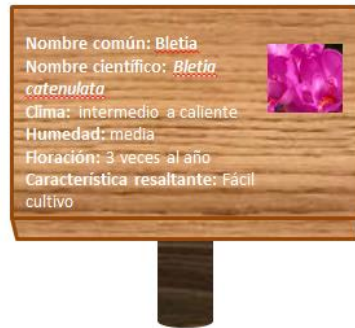 Nombre común: Bletia
Nombre científico: Bletia
catenulata
Clima: intermedio a caliente
Humedad: media
Floración: 3 veces al año
Característica resaltante: Fácil
cultivo